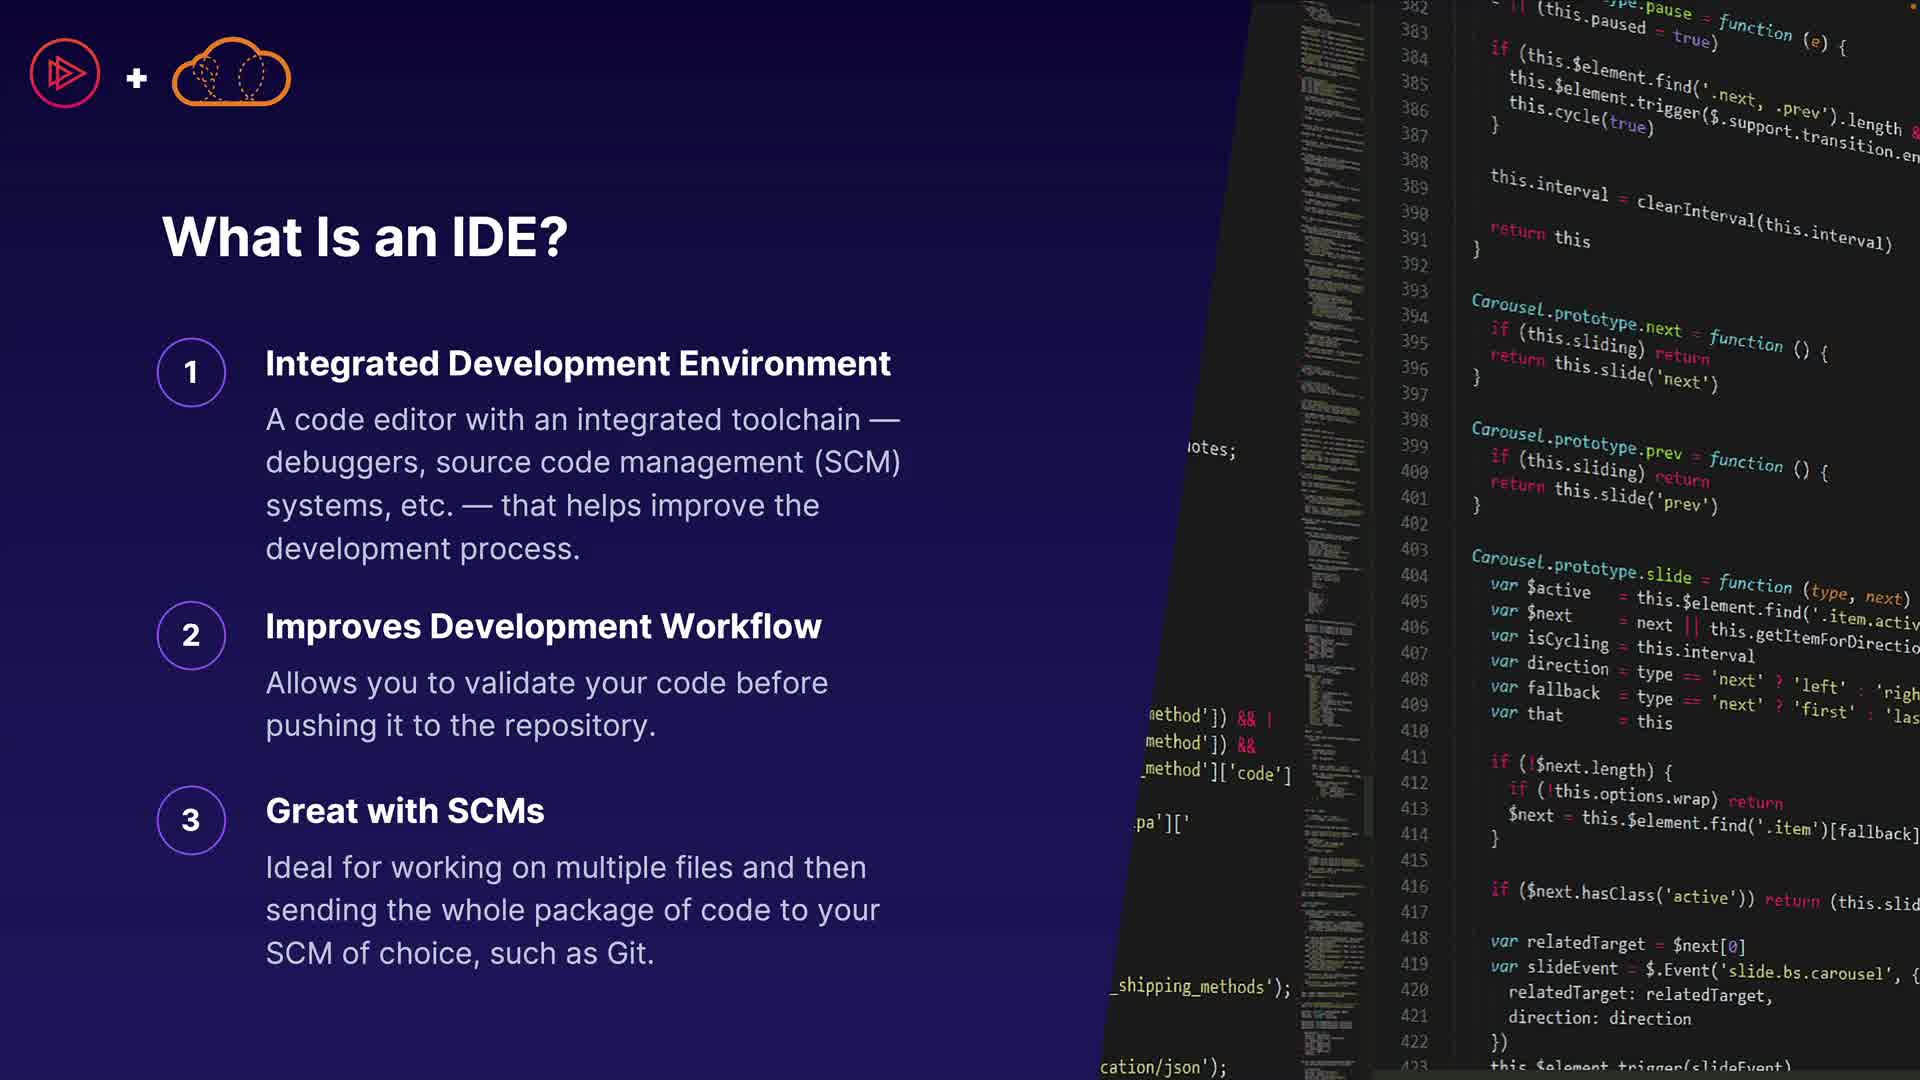 +
What Is an IDE?
1
Integrated Development Environment
A code editor with an integrated toolchain —
debuggers, source code management (SCM)
systems, etc. — that helps improve the
development process.
2
Improves Development Workflow
Allows you to validate your code before
pushing it to the repository.
3
Great with SCMs
Ideal for working on multiple files and then
sending the whole package of code to your
SCM of choice, such as Git.
otes;
method']) && |
method']) &&
_method']['code']
pa']['
_shipping_methods');
cation/json');
382 ype.pause = function (e) {
383 || (this.paused = true)
384
385 if (this.$element.find('.next, .prev').length &
386 this.$element.trigger($.support.transition.en
387 this.cycle(true)
388 }
389
390 this.interval = clearInterval(this.interval)
391
392 return this
393 }
394
395 Carousel.prototype.next = function () {
396 if (this.sliding) return
397 return this.slide('next')
398 }
399
400 Carousel.prototype.prev = function () {
401 if (this.sliding) return
402 return this.slide('prev')
403 }
404
405 Carousel.prototype.slide = function (type, next)
406 var $active = this.$element.find('.item.activ
407 var $next = next || this.getItemForDirectio
408 var isCycling = this.interval
409 var direction = type == 'next' ? 'left' : 'righ
410 var fallback = type == 'next' ? 'first' : 'las
411 var that = this
412
413 if (!$next.length) {
414 if (!this.options.wrap) return
415 $next = this.$element.find('.item')[fallback]
416 }
417
418 if ($next.hasClass('active')) return (this.slid
419
420 var relatedTarget = $next[0]
421 var slideEvent = $.Event('slide.bs.carousel', {
422 relatedTarget: relatedTarget,
423 direction: direction
})
this.$element.trigger(slideEvent)